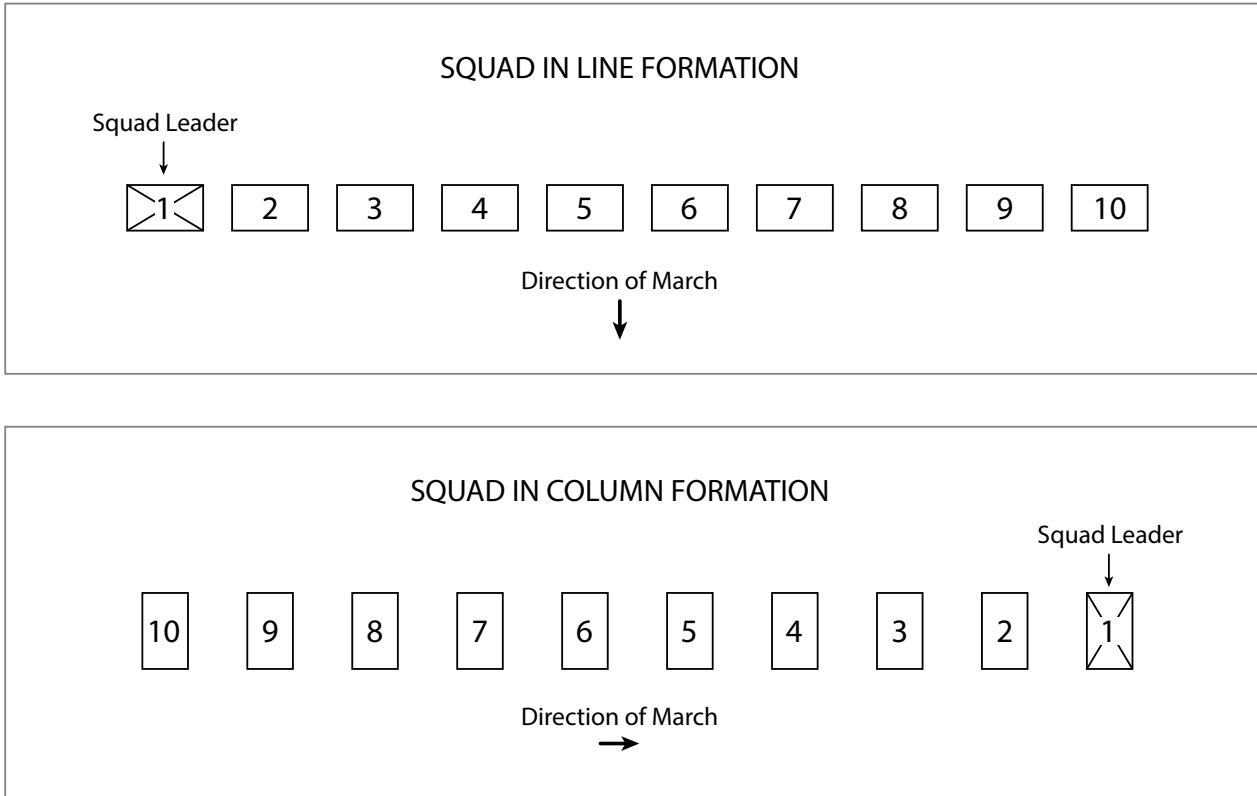 SQUAD IN LINE FORMATION
Squad Leader
1 2 3 4 5 6 7 8 9 10
Direction of March
SQUAD IN COLUMN FORMATION
Squad Leader
10 9 8 7 6 5 4 3 2 1
Direction of March